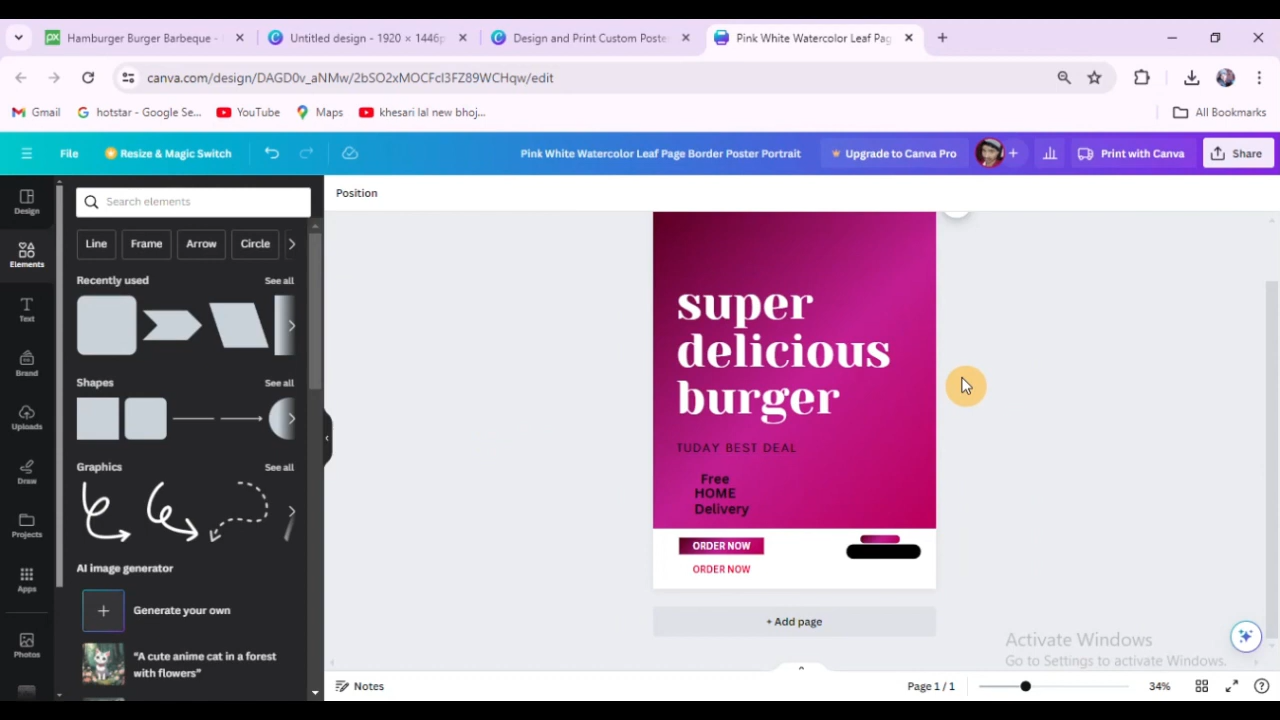 Hamburger Burger Barbeque -
Untitled design - 1920 × 1446p
Design and Print Custom Poste
Pink White Watercolor Leaf Pag
canva.com/design/DAGD0v_aNMw/2bSO2xMOCFcI3FZ89WCHqw/edit
Gmail
hotstar - Google Se...
YouTube
Maps
khesari lal new bhoj...
All Bookmarks
File
Resize & Magic Switch
Pink White Watercolor Leaf Page Border Poster Portrait
Upgrade to Canva Pro
Print with Canva
Share
Design
Elements
Text
Brand
Uploads
Draw
Projects
Apps
Photos
Search elements
Line
Frame
Arrow
Circle
Recently used
See all
Shapes
See all
Graphics
See all
AI image generator
Generate your own
"A cute anime cat in a forest
with flowers"
Position
super
delicious
burger
TUDAY BEST DEAL
Free
HOME
Delivery
ORDER NOW
ORDER NOW
+ Add page
Activate Windows
Go to Settings to activate Windows.
Notes
Page 1 / 1
34%